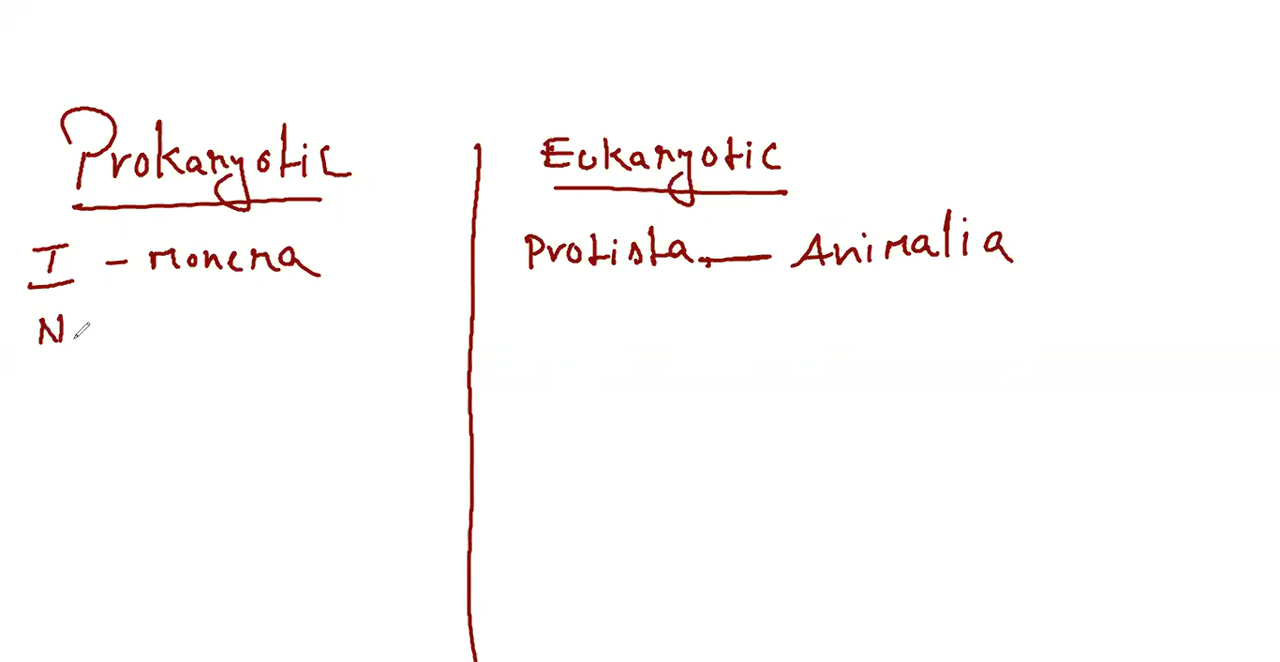 Prokaryotic
Eukaryotic
I - monera
Protista — Animalia
N